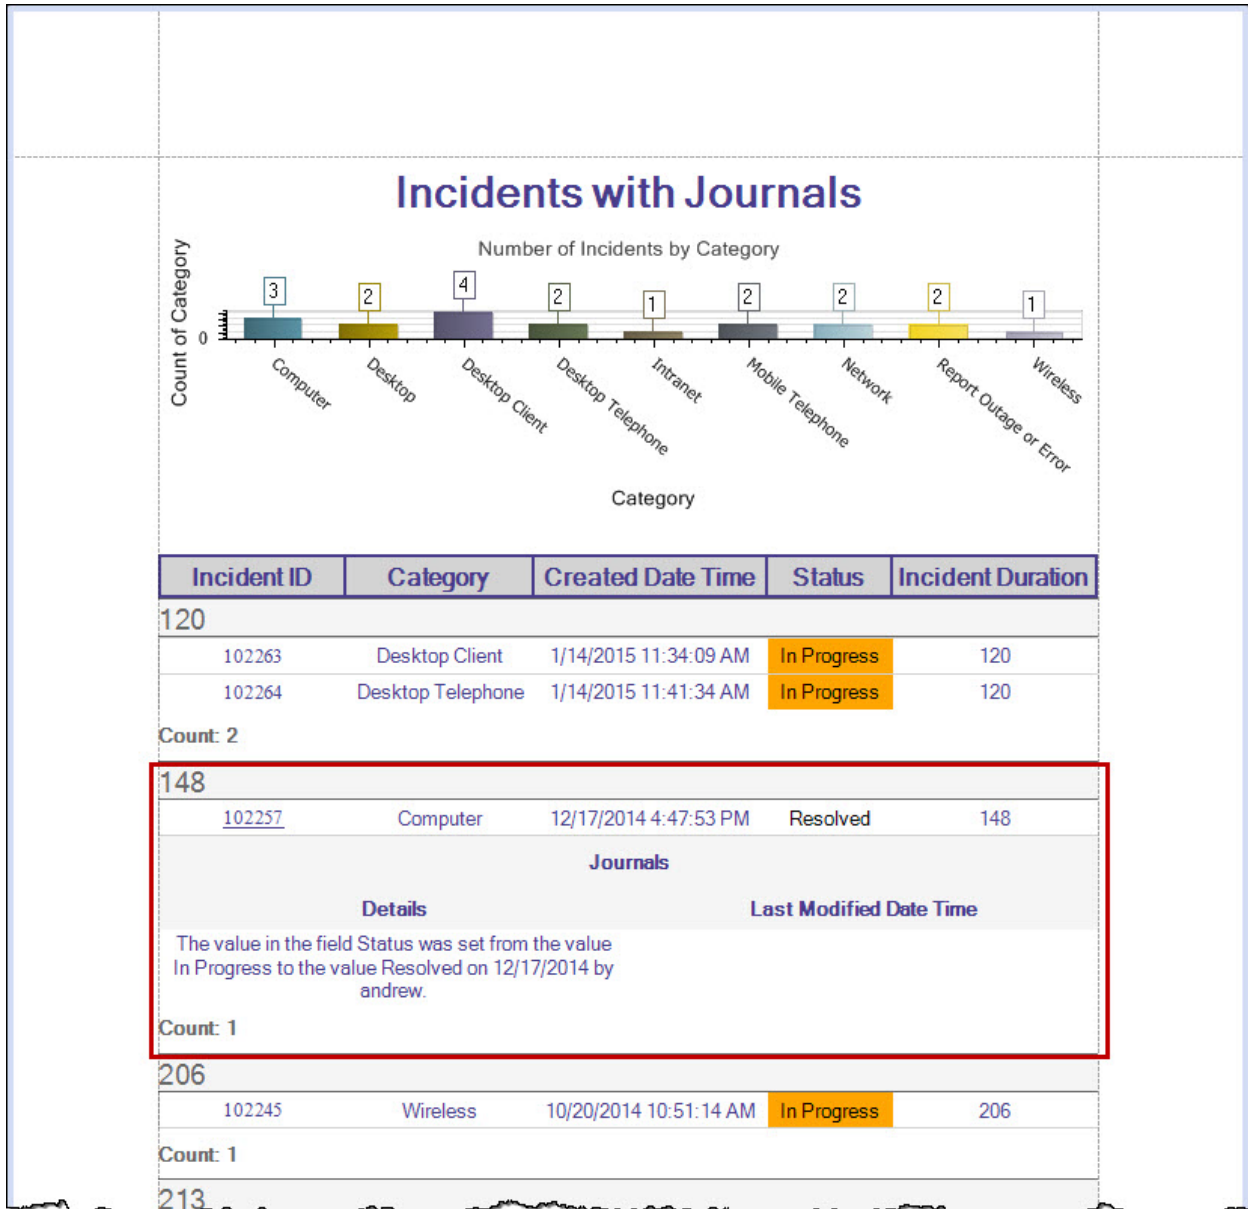 Incidents with Journals
Number of Incidents by Category
Count of Category
3
2
4
2
1
2
2
2
1
0
Computer
Desktop
Desktop Client
Desktop Telephone
Intranet
Mobile Telephone
Network
Report Outage or Error
Wireless
Category
Incident ID Category Created Date Time Status Incident Duration
120
102263 Desktop Client 1/14/2015 11:34:09 AM In Progress 120
102264 Desktop Telephone 1/14/2015 11:41:34 AM In Progress 120
Count: 2
148
102257 Computer 12/17/2014 4:47:53 PM Resolved 148
Journals
Details Last Modified Date Time
The value in the field Status was set from the value
In Progress to the value Resolved on 12/17/2014 by
andrew.
Count: 1
206
102245 Wireless 10/20/2014 10:51:14 AM In Progress 206
Count: 1
213